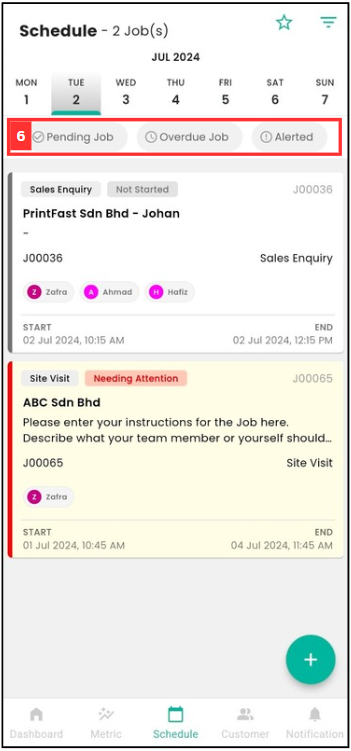 Schedule - 2 Job(s)
JUL 2024
MON TUE WED THU FRI SAT SUN
1 2 3 4 5 6 7
6 Pending Job Overdue Job Alerted
Sales Enquiry Not Started J00036
PrintFast Sdn Bhd - Johan
-
J00036 Sales Enquiry
Z Zafra A Ahmad H Hafiz
START END
02 Jul 2024, 10:15 AM 02 Jul 2024, 12:15 PM
Site Visit Needing Attention J00065
ABC Sdn Bhd
Please enter your instructions for the Job here.
Describe what your team member or yourself should...
J00065 Site Visit
Z Zafra
START END
01 Jul 2024, 10:45 AM 04 Jul 2024, 11:45 AM
+
Dashboard Metric Schedule Customer Notification